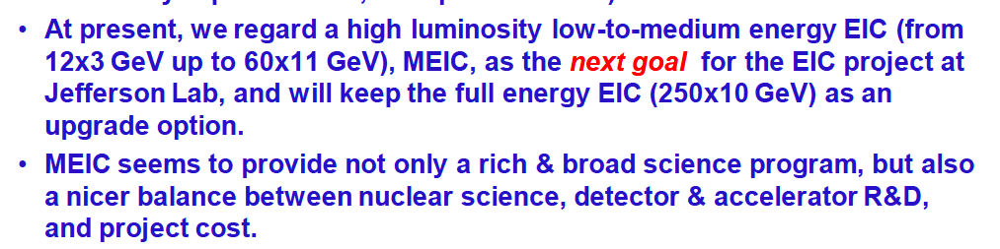 • At present, we regard a high luminosity low-to-medium energy EIC (from
12x3 GeV up to 60x11 GeV), MEIC, as the next goal for the EIC project at
Jefferson Lab, and will keep the full energy EIC (250x10 GeV) as an
upgrade option.
• MEIC seems to provide not only a rich & broad science program, but also
a nicer balance between nuclear science, detector & accelerator R&D,
and project cost.